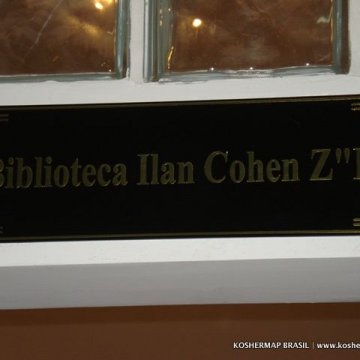 Biblioteca Ilan Cohen Z"L
KOSHERMAP BRASIL | www.koshe